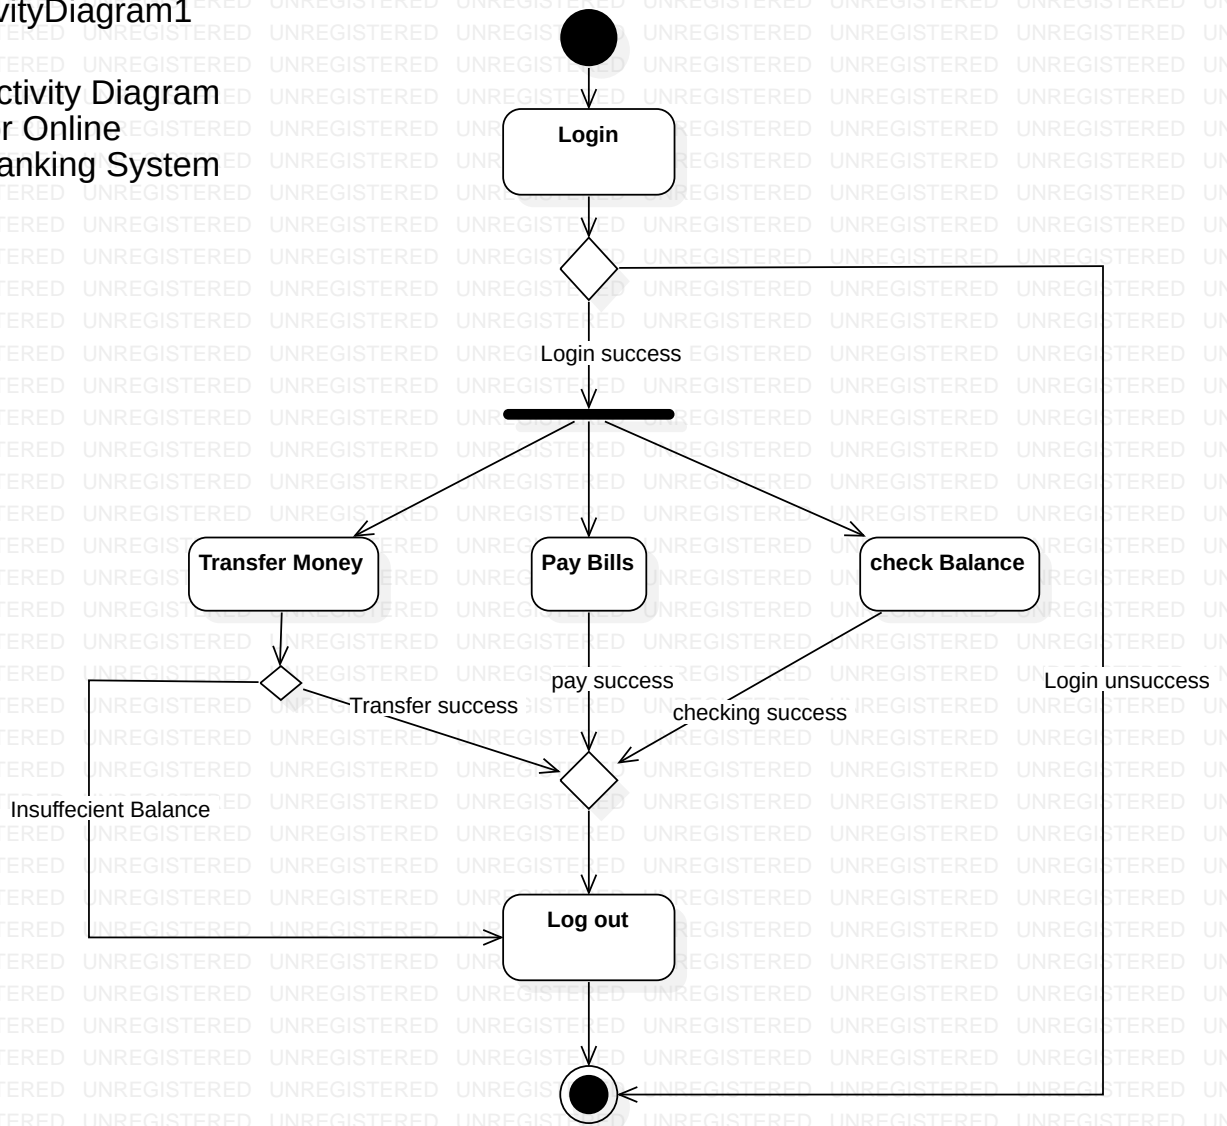 vityDiagram1
ctivity Diagram
r Online
anking System
Login
Login success
Transfer Money
Pay Bills
check Balance
pay success
Login unsuccess
Transfer success
checking success
Insuffecient Balance
Log out
UNREGISTERED